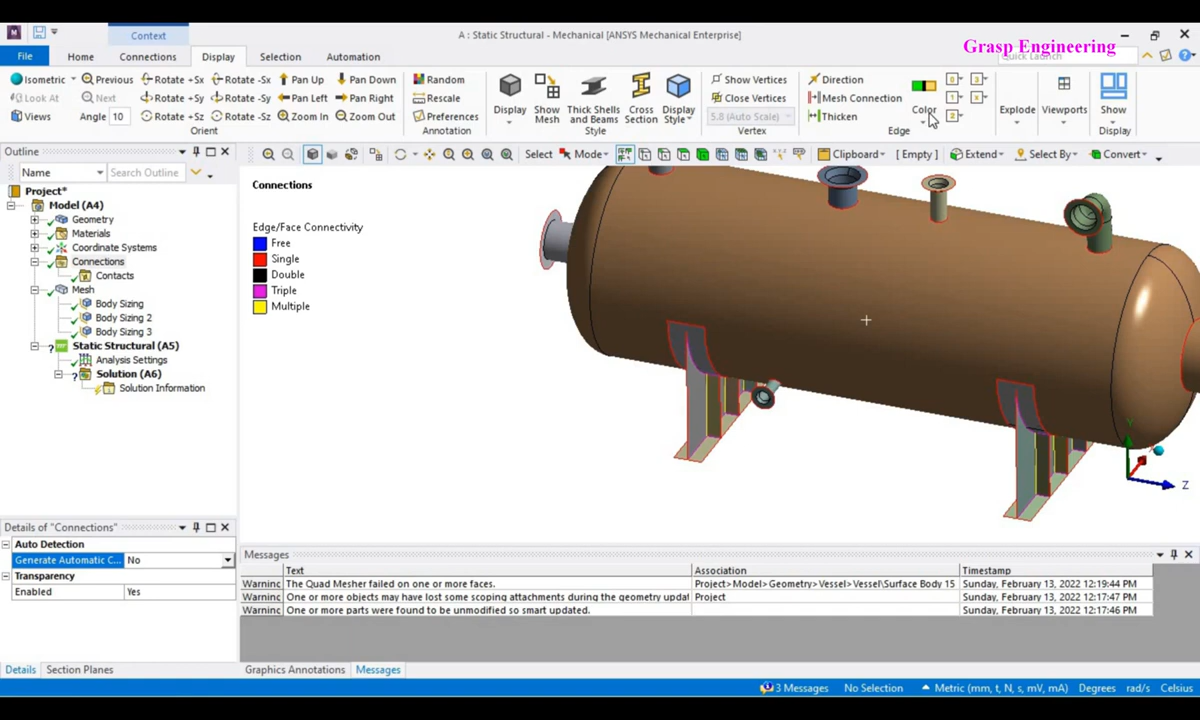 M
Context
A : Static Structural - Mechanical [ANSYS Mechanical Enterprise]
Grasp Engineering
File Home Connections Display Selection Automation
Quick Launch
Isometric Previous Rotate +Sx Rotate -Sx Pan Up Pan Down
Look At Next Rotate +Sy Rotate -Sy Pan Left Pan Right
Views Angle 10 Rotate +Sz Rotate -Sz Zoom In Zoom Out
Orient
Random
Rescale
Preferences
Annotation
Display Show Mesh Thick Shells and Beams Cross Section Display Style
Style
Show Vertices
Close Vertices
5.8 (Auto Scale)
Vertex
Direction
Mesh Connection
Thicken
Color
0 3
1 x
2
Edge
Explode Viewports Show
Display
Outline
Name Search Outline
Select Mode Clipboard [ Empty ] Extend Select By Convert
Project*
Model (A4)
Geometry
Materials
Coordinate Systems
Connections
Contacts
Mesh
Body Sizing
Body Sizing 2
Body Sizing 3
Static Structural (A5)
Analysis Settings
Solution (A6)
Solution Information
Connections
Edge/Face Connectivity
Free
Single
Double
Triple
Multiple
Y
Z
Details of "Connections"
Auto Detection
Generate Automatic C... No
Transparency
Enabled Yes
Details Section Planes
Messages
Text Association Timestamp
Warninc The Quad Mesher failed on one or more faces. Project>Model>Geometry>Vessel>Vessel\Surface Body 15 Sunday, February 13, 2022 12:19:44 PM
Warninc One or more objects may have lost some scoping attachments during the geometry updat Project Sunday, February 13, 2022 12:17:47 PM
Warninc One or more parts were found to be unmodified so smart updated. Sunday, February 13, 2022 12:17:46 PM
Graphics Annotations Messages
3 Messages No Selection Metric (mm, t, N, s, mV, mA) Degrees rad/s Celsius